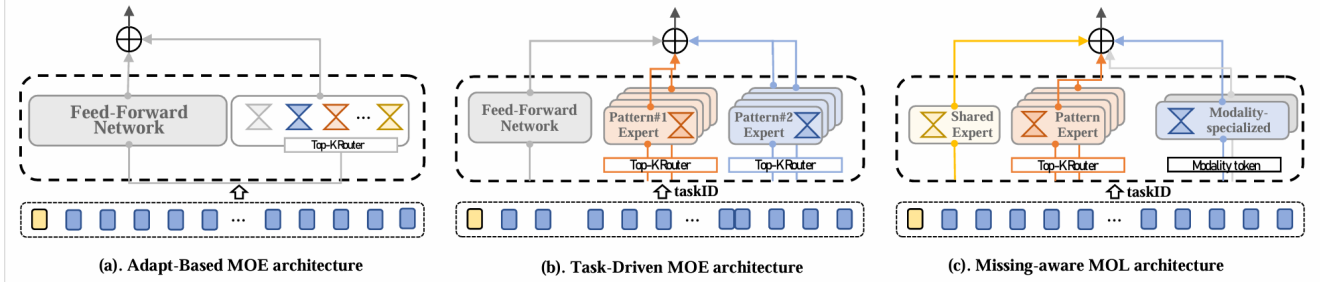 Feed-Forward
Network
...
Top-K Router
...
(a). Adapt-Based MOE architecture
Feed-Forward
Network
Pattern#1
Expert
Pattern#2
Expert
Top-K Router
Top-K Router
taskID
...
(b). Task-Driven MOE architecture
Shared
Expert
Pattern
Expert
Modality-
specialized
Top-K Router
Modality token
taskID
...
(c). Missing-aware MOL architecture